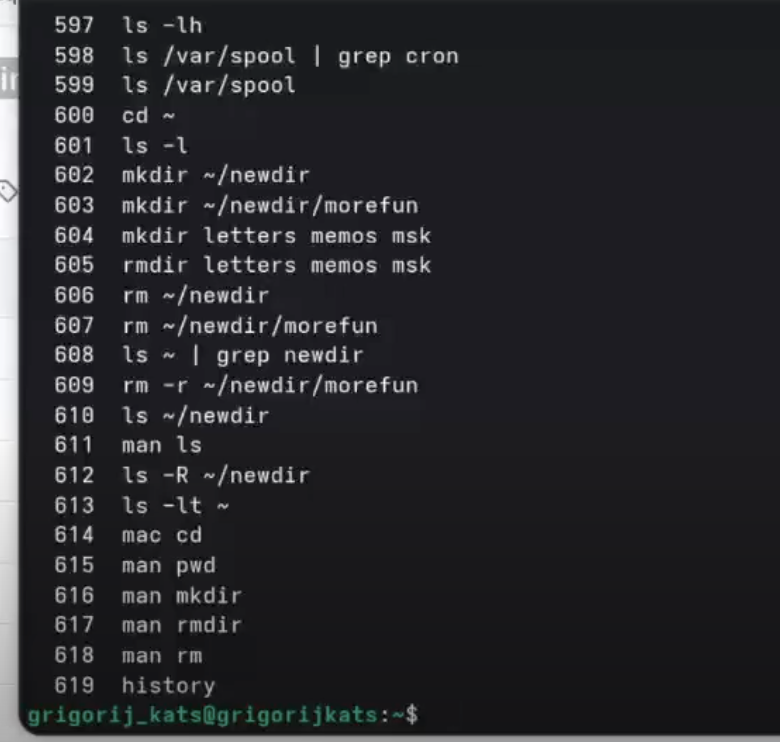 597 ls -lh
598 ls /var/spool | grep cron
599 ls /var/spool
600 cd ~
601 ls -l
602 mkdir ~/newdir
603 mkdir ~/newdir/morefun
604 mkdir letters memos msk
605 rmdir letters memos msk
606 rm ~/newdir
607 rm ~/newdir/morefun
608 ls ~ | grep newdir
609 rm -r ~/newdir/morefun
610 ls ~/newdir
611 man ls
612 ls -R ~/newdir
613 ls -lt ~
614 mac cd
615 man pwd
616 man mkdir
617 man rmdir
618 man rm
619 history
grigorij_kats@grigorijkats:~$